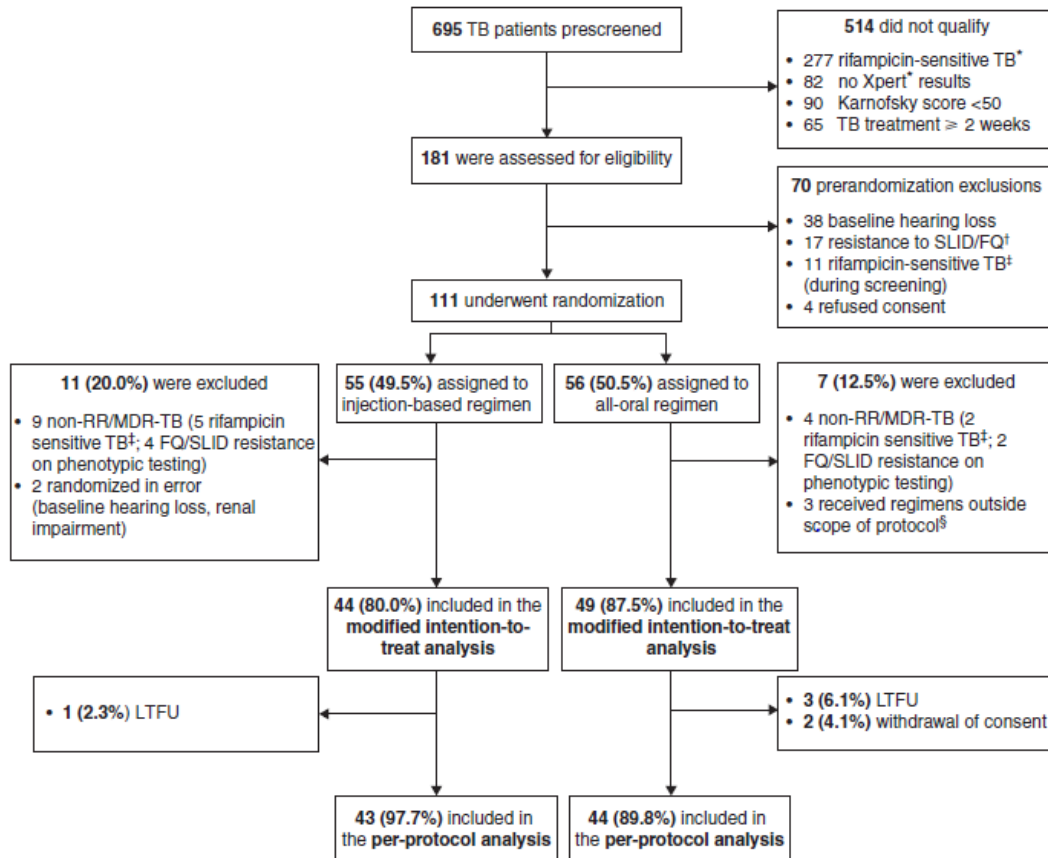 695 TB patients prescreened
514 did not qualify
• 277 rifampicin-sensitive TB*
• 82 no Xpert* results
• 90 Karnofsky score <50
• 65 TB treatment ⩾ 2 weeks
181 were assessed for eligibility
70 prerandomization exclusions
• 38 baseline hearing loss
• 17 resistance to SLID/FQ†
• 11 rifampicin-sensitive TB‡
(during screening)
• 4 refused consent
111 underwent randomization
11 (20.0%) were excluded
• 9 non-RR/MDR-TB (5 rifampicin
sensitive TB‡; 4 FQ/SLID resistance
on phenotypic testing)
• 2 randomized in error
(baseline hearing loss, renal
impairment)
55 (49.5%) assigned to
injection-based regimen
56 (50.5%) assigned to
all-oral regimen
7 (12.5%) were excluded
• 4 non-RR/MDR-TB (2
rifampicin sensitive TB‡; 2
FQ/SLID resistance on
phenotypic testing)
• 3 received regimens outside
scope of protocol§
44 (80.0%) included in the
modified intention-to-
treat analysis
49 (87.5%) included in the
modified intention-to-treat
analysis
• 1 (2.3%) LTFU
• 3 (6.1%) LTFU
• 2 (4.1%) withdrawal of consent
43 (97.7%) included in
the per-protocol analysis
44 (89.8%) included in
the per-protocol analysis